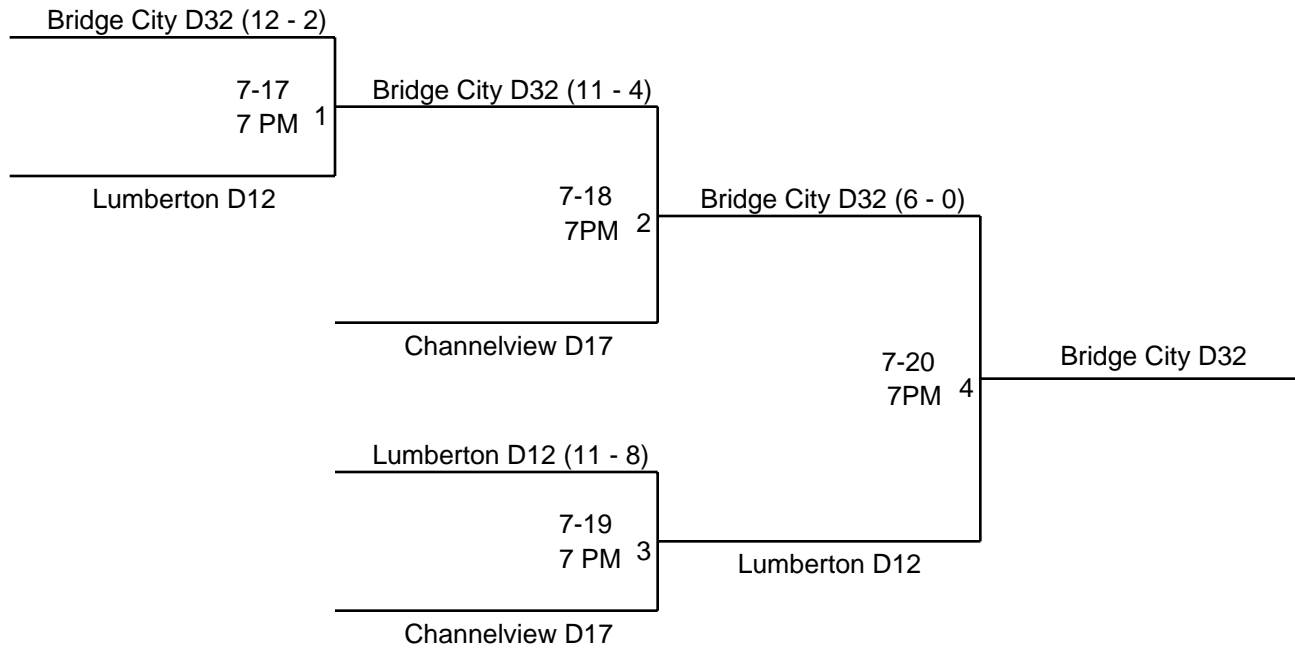 Bridge City D32 (12 - 2)
7-17
7 PM
1
Lumberton D12
Bridge City D32 (11 - 4)
7-18
7PM
2
Channelview D17
Bridge City D32 (6 - 0)
7-20
7PM
4
Bridge City D32
Lumberton D12 (11 - 8)
7-19
7 PM
3
Channelview D17
Lumberton D12